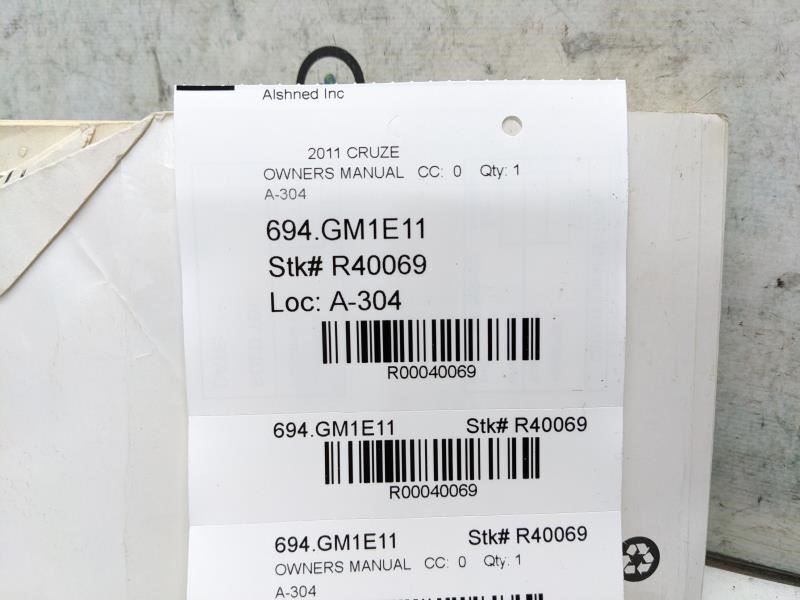 Alshned Inc
2011 CRUZE
OWNERS MANUAL CC: 0 Qty: 1
A-304
694.GM1E11
Stk# R40069
Loc: A-304
R00040069
694.GM1E11 Stk# R40069
R00040069
694.GM1E11 Stk# R40069
OWNERS MANUAL CC: 0 Qty: 1
A-304